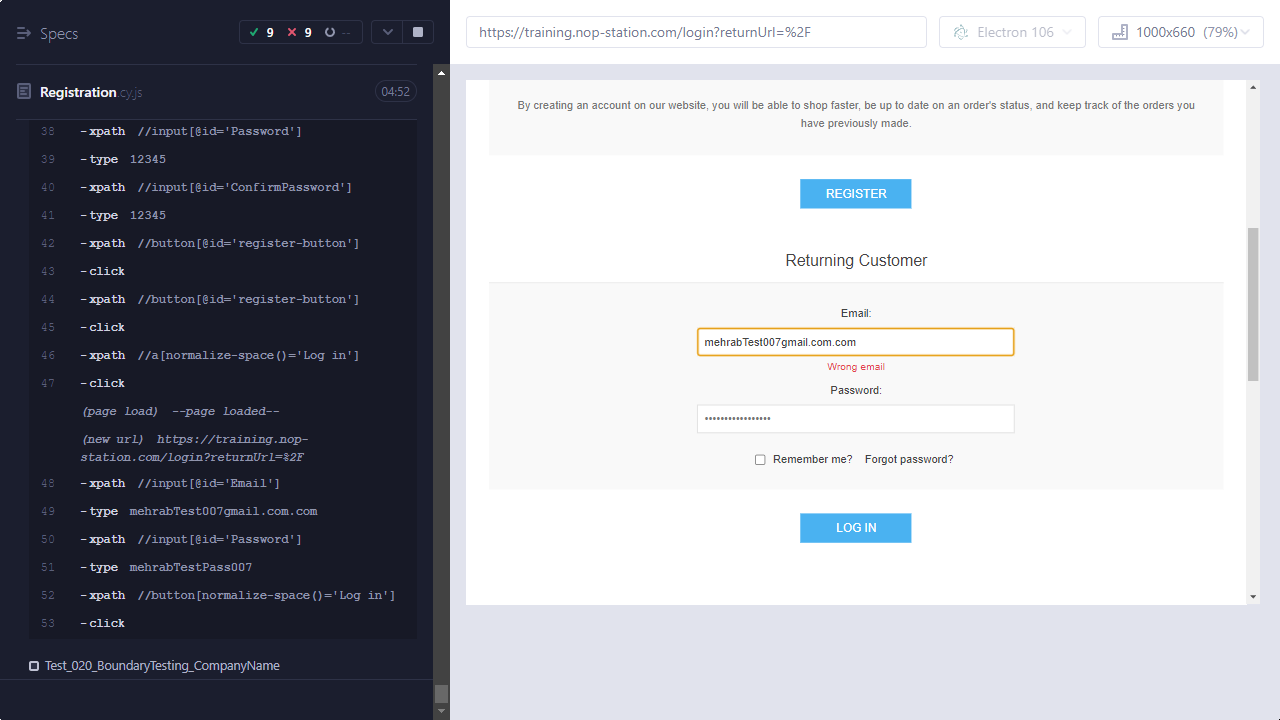 Specs
9 9 --
https://training.nop-station.com/login?returnUrl=%2F
Electron 106
1000x660 (79%)
Registration.cy.js
04:52
38 -xpath //input[@id='Password']
39 -type 12345
40 -xpath //input[@id='ConfirmPassword']
41 -type 12345
42 -xpath //button[@id='register-button']
43 -click
44 -xpath //button[@id='register-button']
45 -click
46 -xpath //a[normalize-space()='Log in']
47 -click
(page load) --page loaded--
(new url) https://training.nop-
station.com/login?returnUrl=%2F
48 -xpath //input[@id='Email']
49 -type mehrabTest007gmail.com.com
50 -xpath //input[@id='Password']
51 -type mehrabTestPass007
52 -xpath //button[normalize-space()='Log in']
53 -click
Test_020_BoundaryTesting_CompanyName
By creating an account on our website, you will be able to shop faster, be up to date on an order's status, and keep track of the orders you
have previously made.
REGISTER
Returning Customer
Email:
mehrabTest007gmail.com.com
Wrong email
Password:
•••••••••••••••••
Remember me? Forgot password?
LOG IN